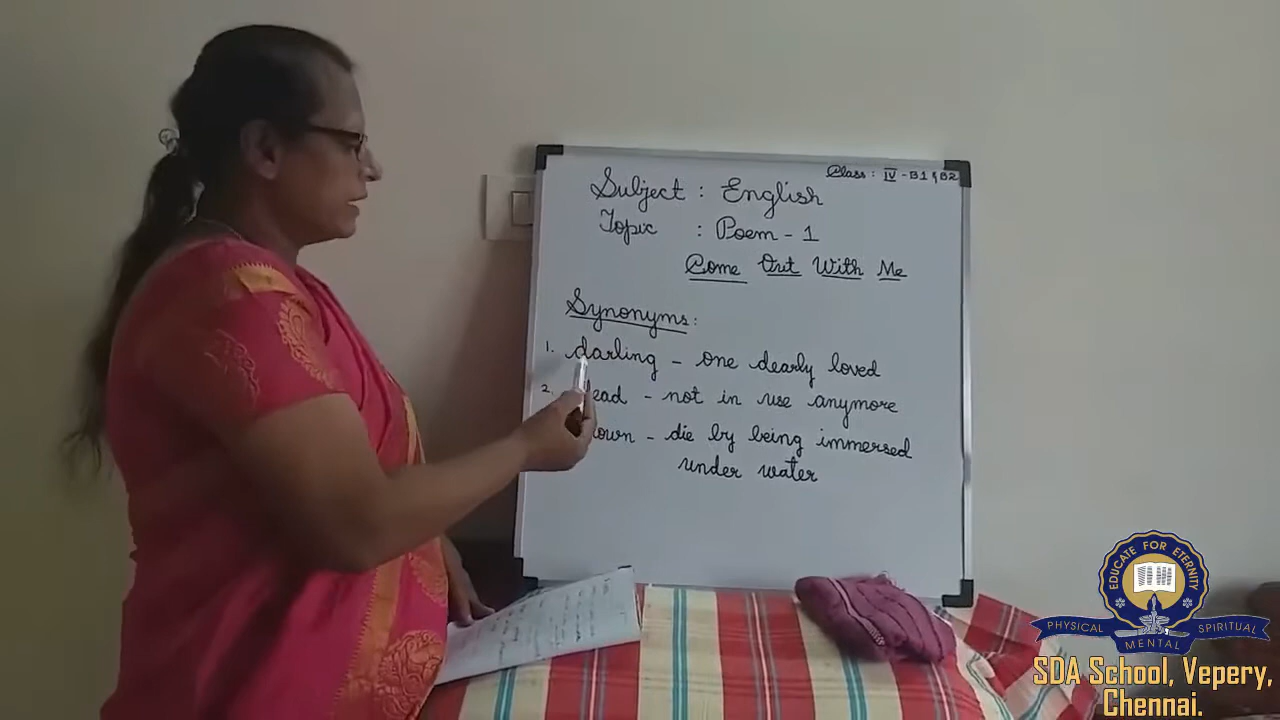 Class : IV - B1 & B2
Subject : English
Topic : Poem - 1
Come Out With Me
Synonyms :
1. darling - one dearly loved
2. dead - not in use anymore
- die by being immersed
under water
EDUCATE FOR ETERNITY
PHYSICAL MENTAL SPIRITUAL
SDA School, Vepery,
Chennai.